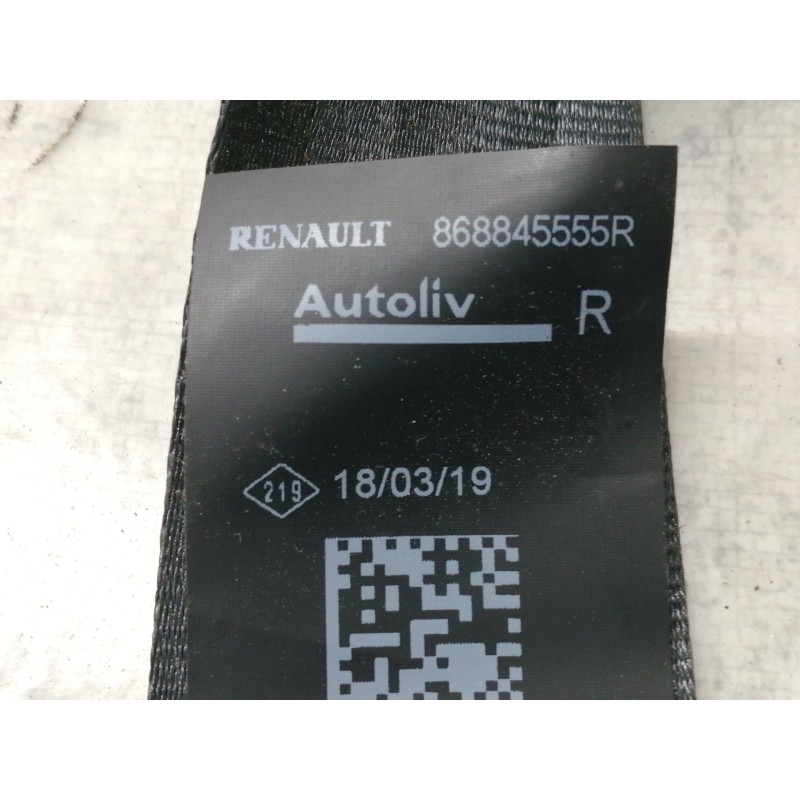 RENAULT 868845555R
Autoliv R
219 18/03/19